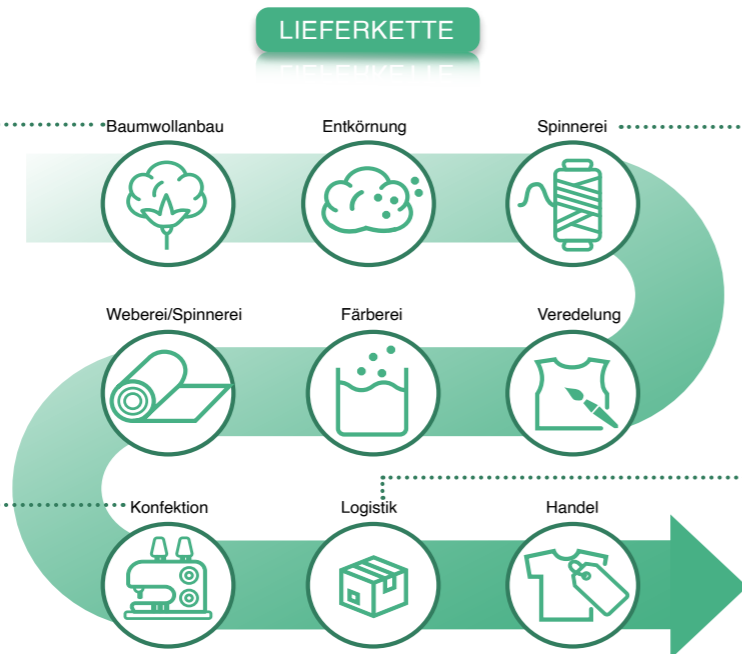 LIEFERKETTE
Baumwollanbau
Entkörnung
Spinnerei
Weberei/Spinnerei
Färberei
Veredelung
Konfektion
Logistik
Handel